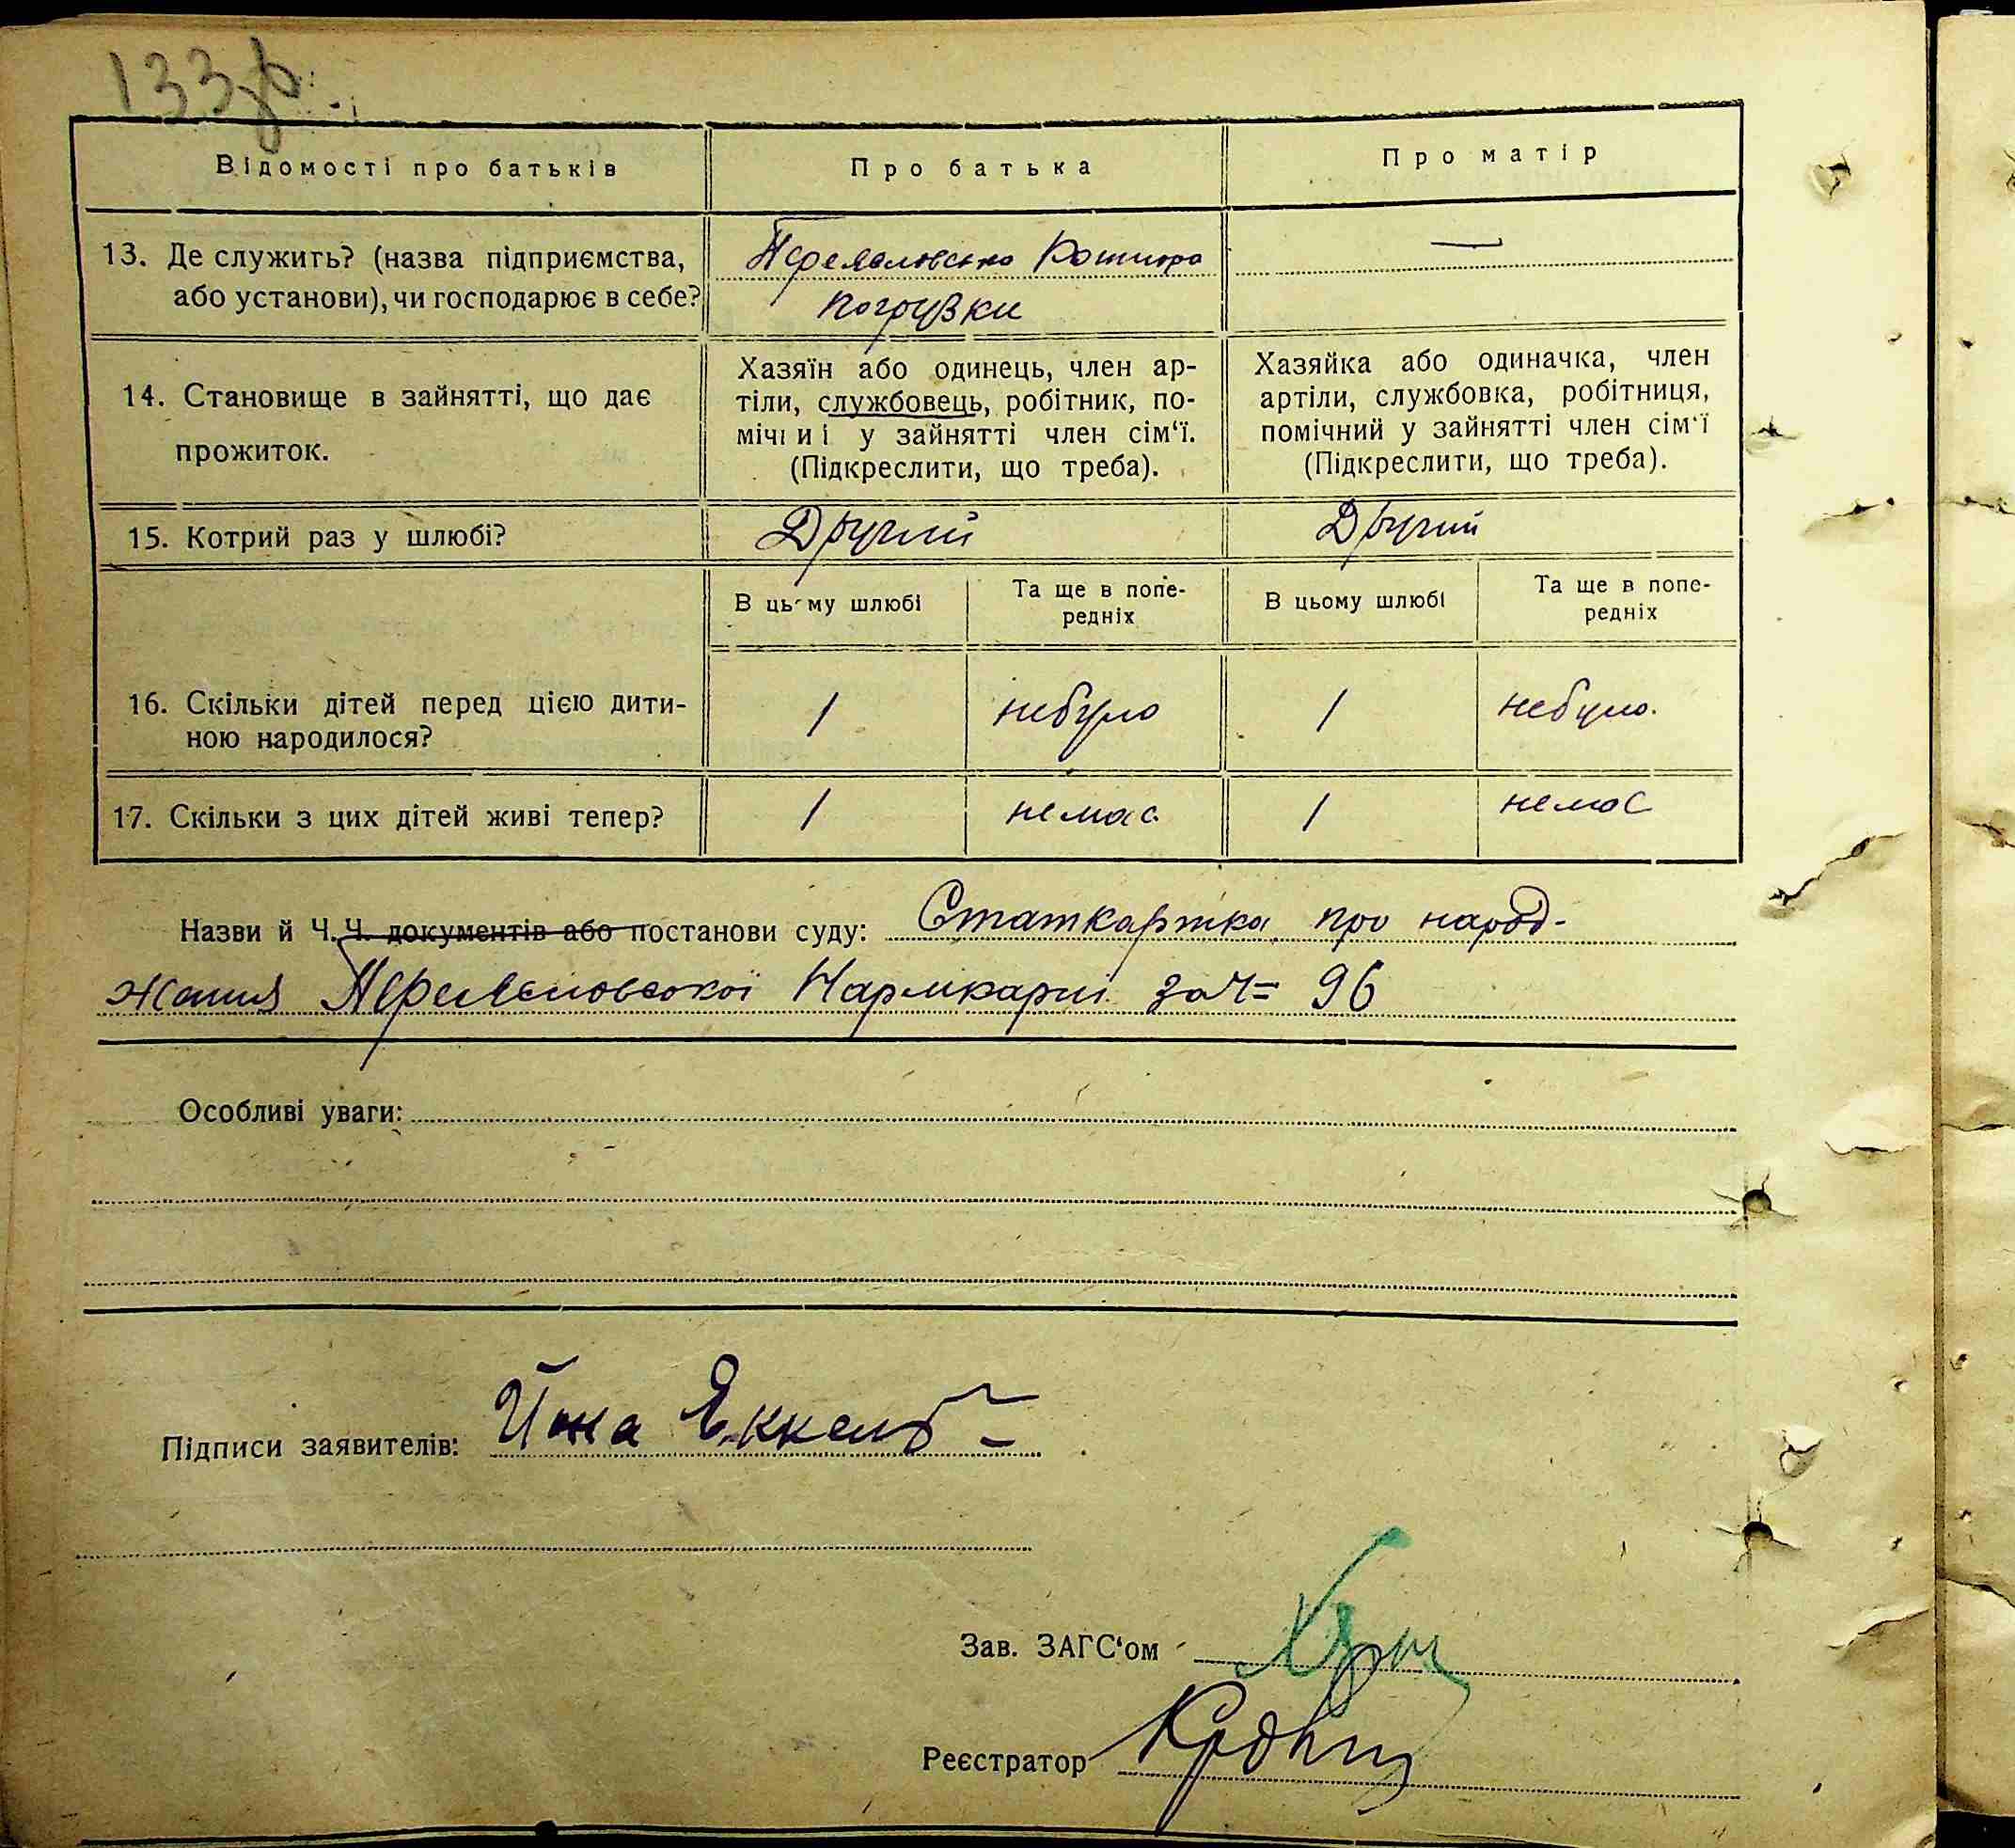 133
Відомості про батьків
Про батька
Про матір
13. Де служить? (назва підприємства,
або установи), чи господарює в себе?
Контора
погрузки
—
14. Становище в зайнятті, що дає
прожиток.
Хазяїн або одинець, член ар-
тіли, службовець, робітник, по-
мічниі у зайнятті член сім'ї.
(Підкреслити, що треба).
Хазяйка або одиначка, член
артіли, службовка, робітниця,
помічний у зайнятті член сім'ї
(Підкреслити, що треба).
15. Котрий раз у шлюбі?
Другий
Другий
В цьму шлюбі
Та ще в попе-
редніх
В цьому шлюбі
Та ще в попе-
редніх
16. Скільки дітей перед цією дити-
ною народилося?
1
небуло
1
небуло.
17. Скільки з цих дітей живі тепер?
1
немає
1
немає
Назви й Ч.Ч. документів або постанови суду: Статкартка про народ-
ження за Ч= 96
Особливі уваги:
Підписи заявителів: Еккель
Зав. ЗАГС'ом
Реєстратор